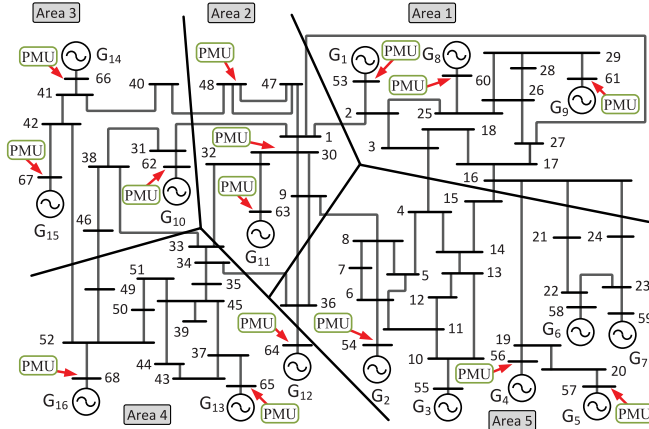 Area 3
Area 2
Area 1
PMU
G14
66
41
40
42
PMU
67
G15
38
31
62
PMU
G10
46
48
47
PMU
PMU
1
30
32
9
PMU
63
G11
G1
53
PMU
G8
PMU
60
2
25
3
18
29
28
61
26
G9
PMU
27
17
16
15
4
14
13
12
8
7
5
6
11
10
21
24
22
58
G6
23
59
G7
33
34
35
36
51
49
50
45
39
52
44
43
37
PMU
68
G16
65
G13
PMU
PMU
64
G12
PMU
54
G2
55
G3
19
56
PMU
G4
20
57
G5
PMU
Area 4
Area 5